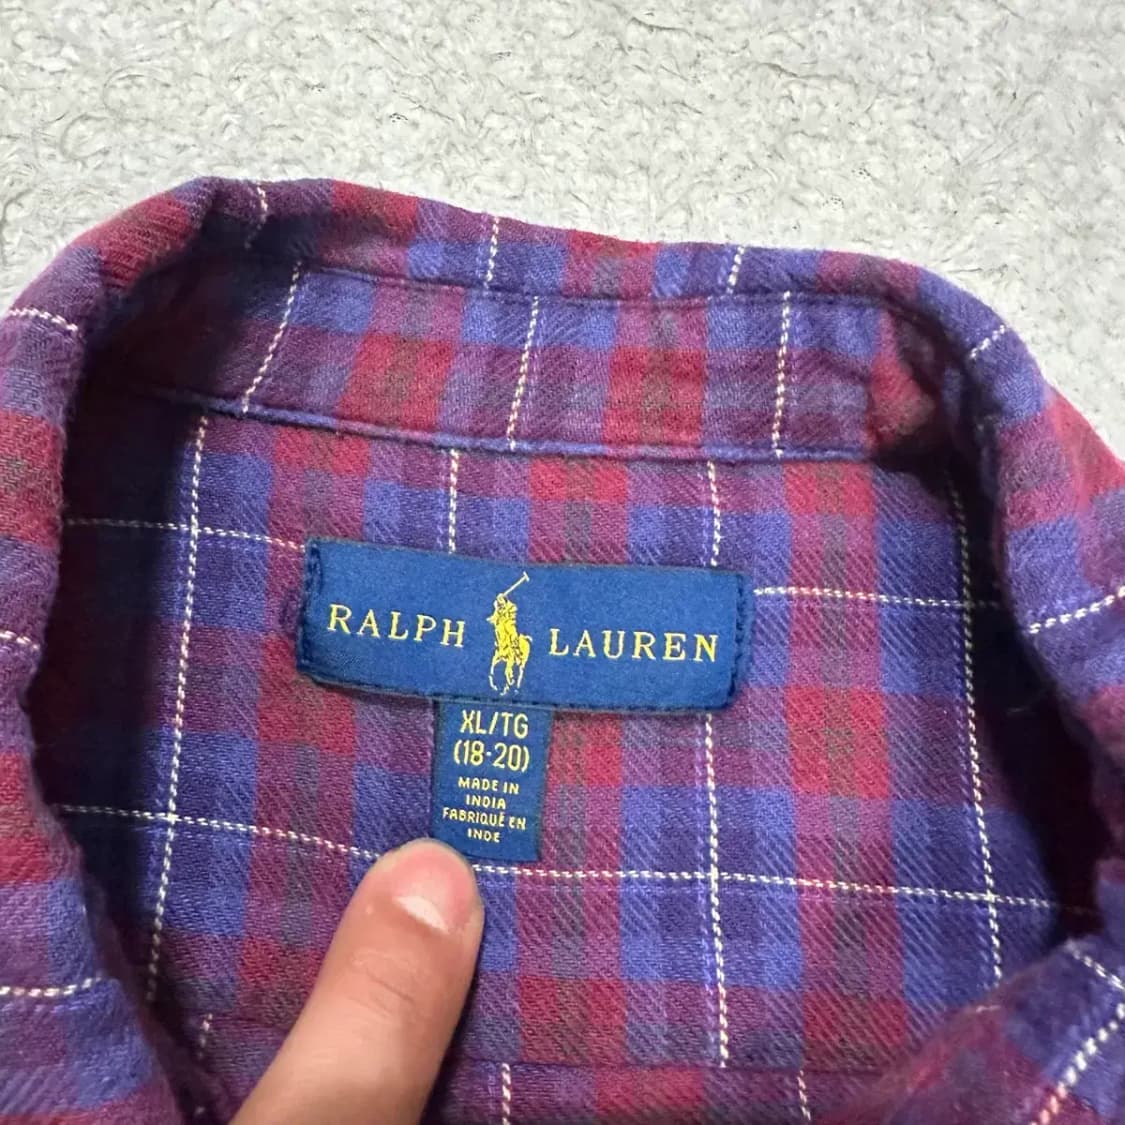 RALPH LAUREN
XL/TG
(18-20)
MADE IN
INDIA
FABRIQUÉ EN
INDE